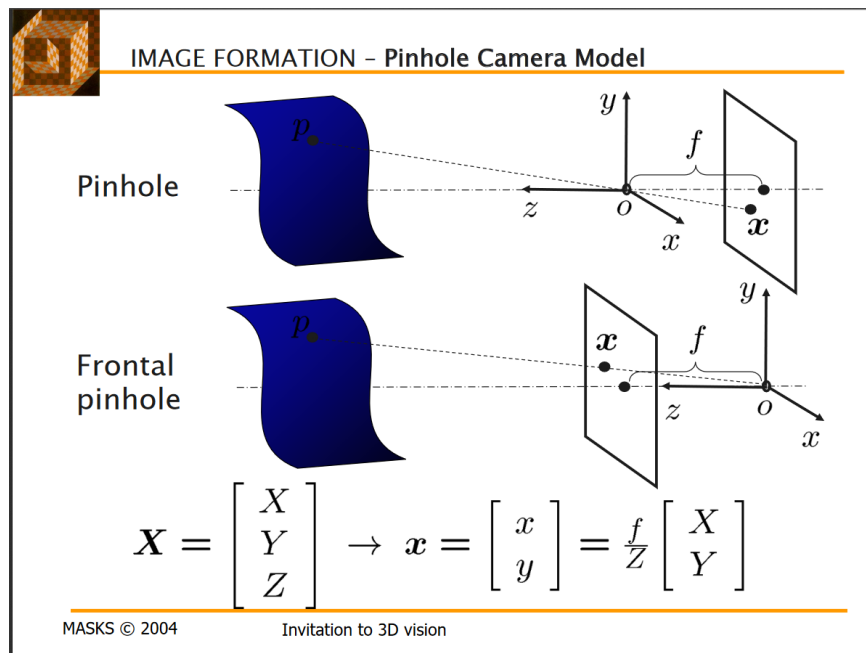 IMAGE FORMATION – Pinhole Camera Model
p
y
f
Pinhole
z
o
x
x
p
y
x
f
Frontal
pinhole
z
o
x
X = [ X Y Z ] → x = [ x y ] = f/Z [ X Y ]
MASKS © 2004 Invitation to 3D vision